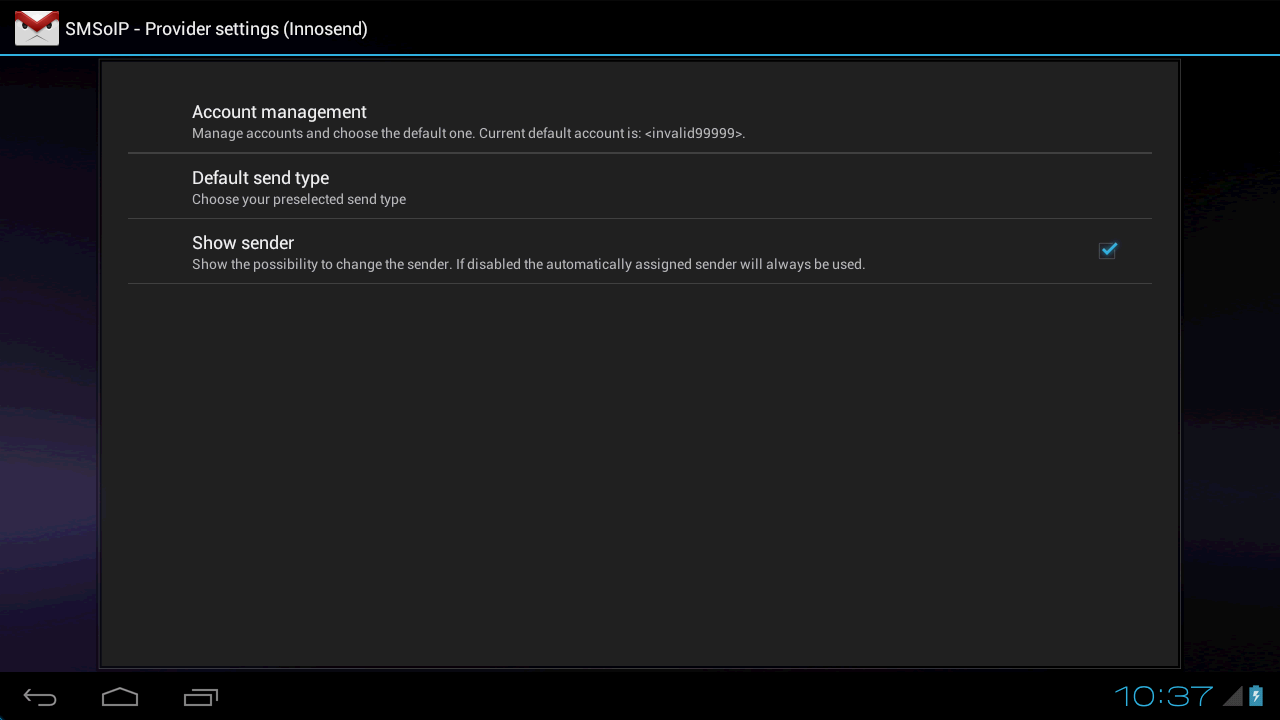 SMSoIP - Provider settings (Innosend)
Account management
Manage accounts and choose the default one. Current default account is: <invalid99999>.
Default send type
Choose your preselected send type
Show sender
Show the possibility to change the sender. If disabled the automatically assigned sender will always be used.
10:37